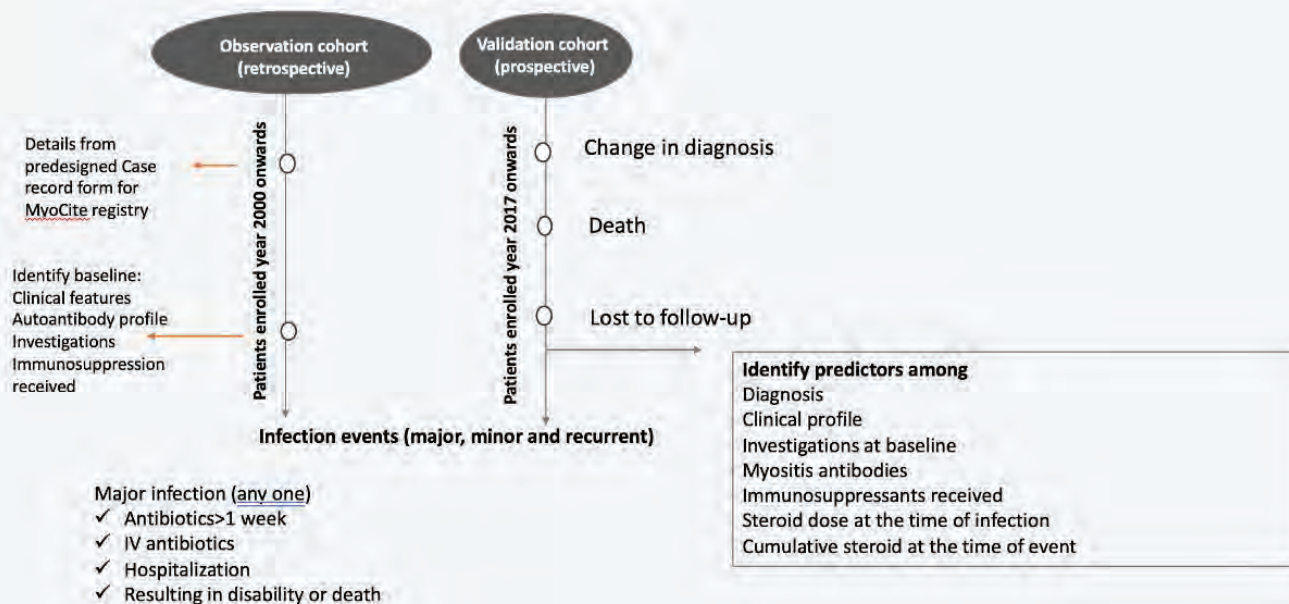 Observation cohort
(retrospective)
Validation cohort
(prospective)
Patients enrolled year 2000 onwards
Details from
predesigned Case
record form for
MyoCite registry
Identify baseline:
Clinical features
Autoantibody profile
Investigations
Immunosuppression
received
Patients enrolled year 2017 onwards
Change in diagnosis
Death
Lost to follow-up
Infection events (major, minor and recurrent)
Identify predictors among
Diagnosis
Clinical profile
Investigations at baseline
Myositis antibodies
Immunosuppressants received
Steroid dose at the time of infection
Cumulative steroid at the time of event
Major infection (any one)
✓ Antibiotics>1 week
✓ IV antibiotics
✓ Hospitalization
✓ Resulting in disability or death